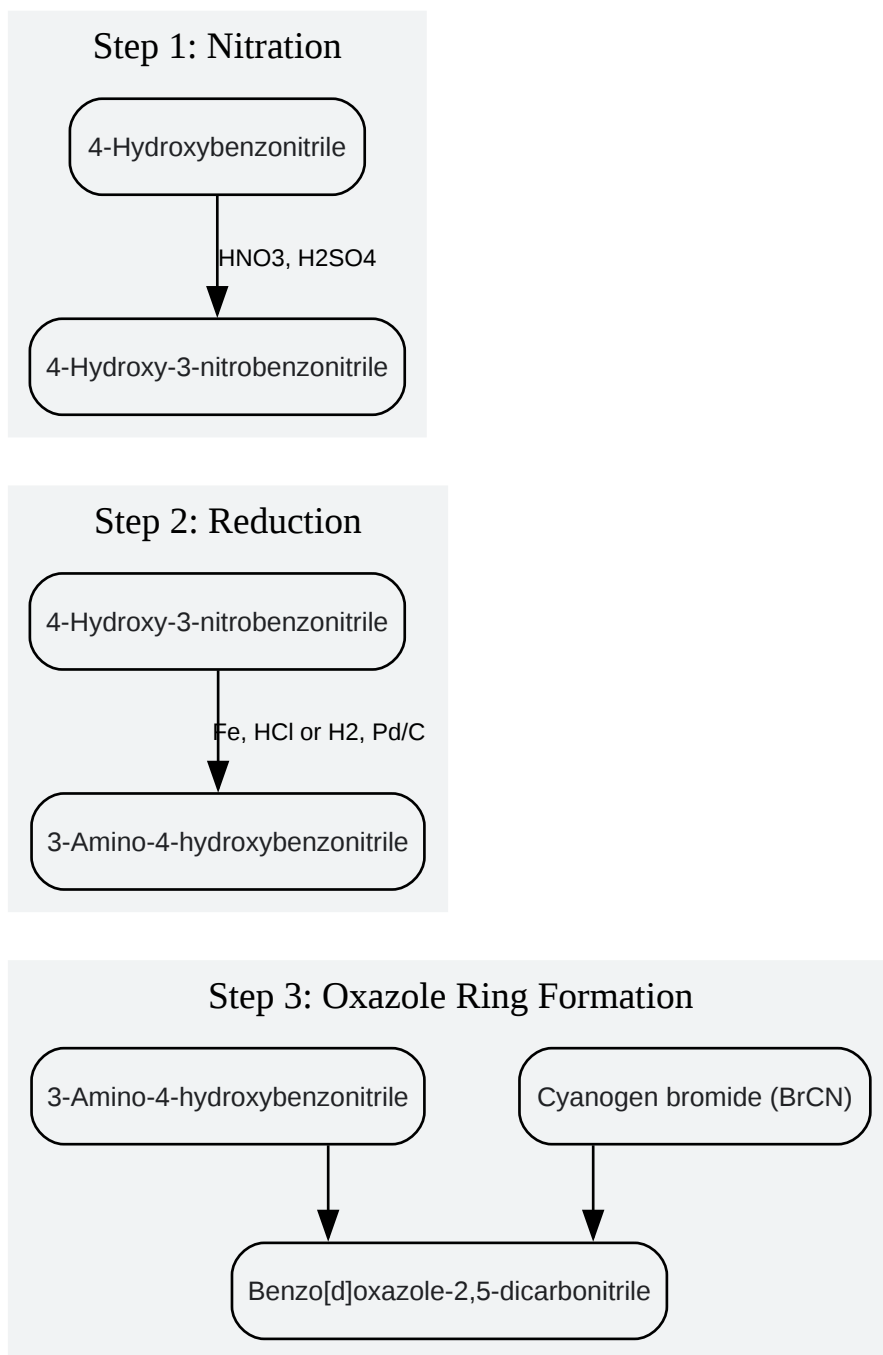 Step 1: Nitration
4-Hydroxybenzonitrile
HNO3, H2SO4
4-Hydroxy-3-nitrobenzonitrile
Step 2: Reduction
4-Hydroxy-3-nitrobenzonitrile
Fe, HCl or H2, Pd/C
3-Amino-4-hydroxybenzonitrile
Step 3: Oxazole Ring Formation
3-Amino-4-hydroxybenzonitrile
Cyanogen bromide (BrCN)
Benzo[d]oxazole-2,5-dicarbonitrile